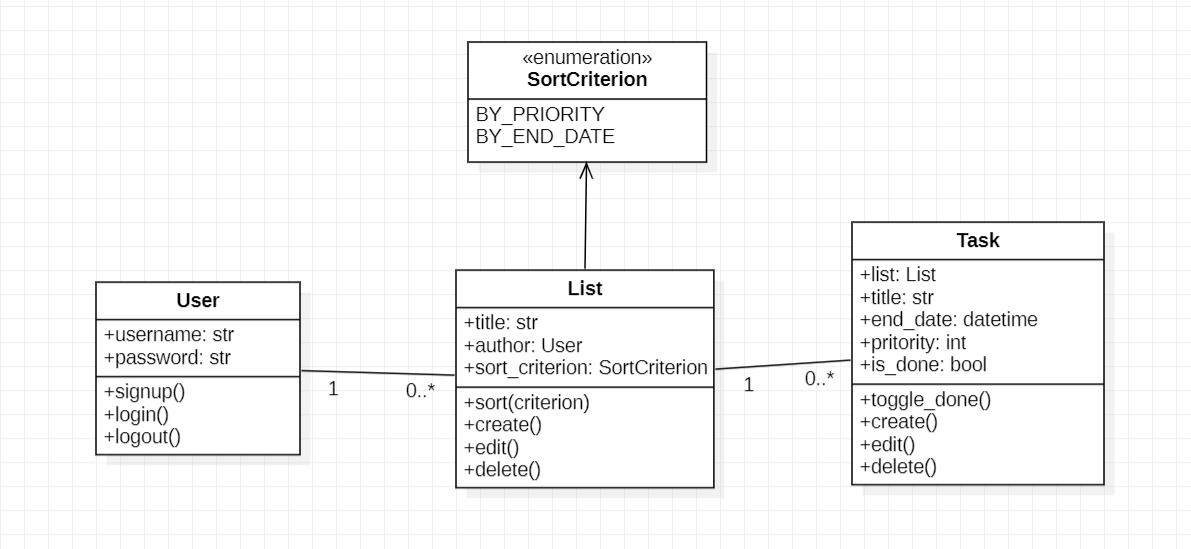 «enumeration»
SortCriterion
BY_PRIORITY
BY_END_DATE
User
+username: str
+password: str
+signup()
+login()
+logout()
1
0..*
List
+title: str
+author: User
+sort_criterion: SortCriterion
+sort(criterion)
+create()
+edit()
+delete()
1
0..*
Task
+list: List
+title: str
+end_date: datetime
+pritority: int
+is_done: bool
+toggle_done()
+create()
+edit()
+delete()